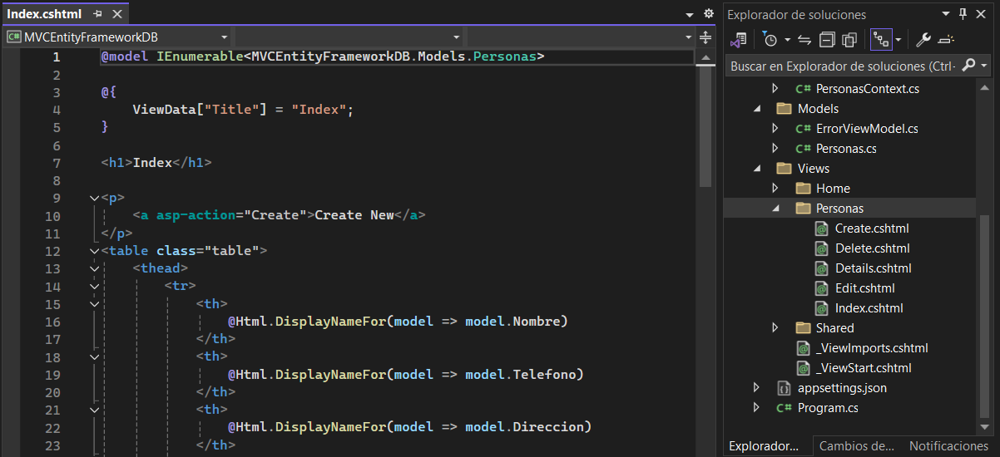 Index.cshtml
MVCEntityFrameworkDB
1 @model IEnumerable<MVCEntityFrameworkDB.Models.Personas>
2
3 @{
4 ViewData["Title"] = "Index";
5 }
6
7 <h1>Index</h1>
8
9 <p>
10 <a asp-action="Create">Create New</a>
11 </p>
12 <table class="table">
13 <thead>
14 <tr>
15 <th>
16 @Html.DisplayNameFor(model => model.Nombre)
17 </th>
18 <th>
19 @Html.DisplayNameFor(model => model.Telefono)
20 </th>
21 <th>
22 @Html.DisplayNameFor(model => model.Direccion)
23 </th>
Explorador de soluciones
Buscar en Explorador de soluciones (Ctrl-
C# PersonasContext.cs
Models
C# ErrorViewModel.cs
C# Personas.cs
Views
Home
Personas
Create.cshtml
Delete.cshtml
Details.cshtml
Edit.cshtml
Index.cshtml
Shared
_ViewImports.cshtml
_ViewStart.cshtml
appsettings.json
C# Program.cs
Explorador... Cambios de... Notificaciones